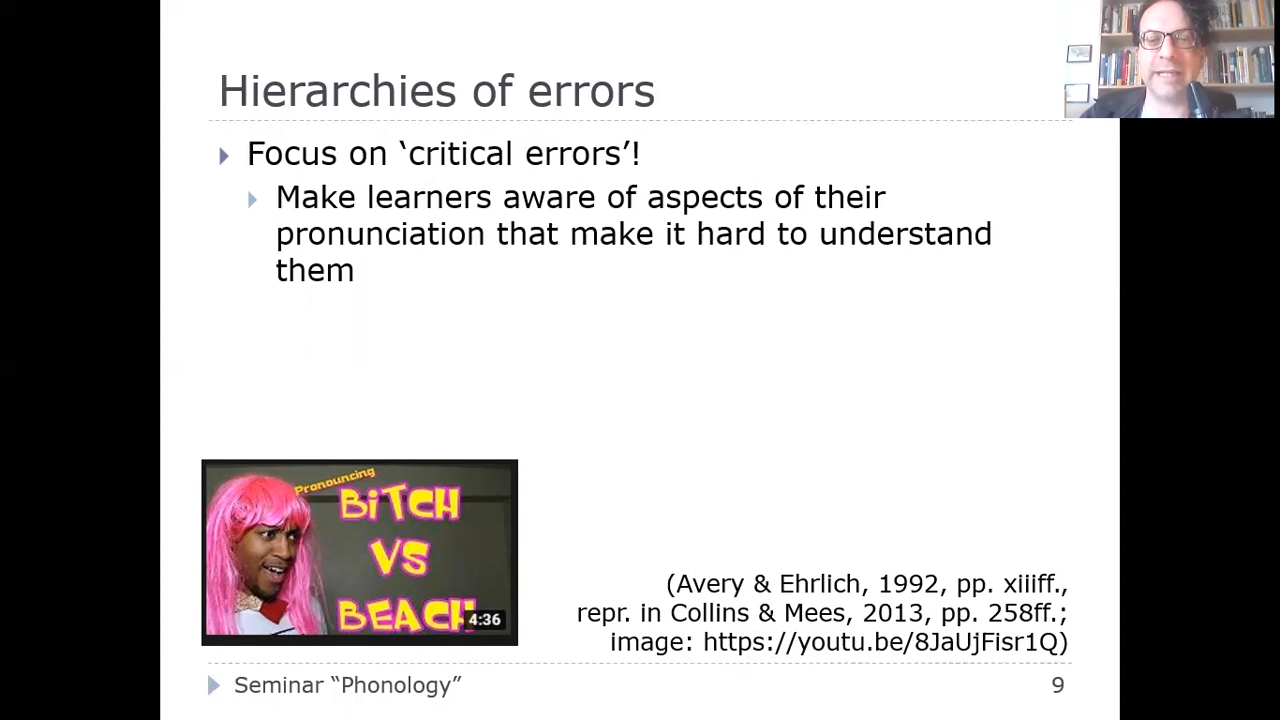 Hierarchies of errors
Focus on ‘critical errors’!
Make learners aware of aspects of their
pronunciation that make it hard to understand
them
Pronouncing
BiTCH
VS
BEACH
4:36
(Avery & Ehrlich, 1992, pp. xiiiff.,
repr. in Collins & Mees, 2013, pp. 258ff.;
image: https://youtu.be/8JaUjFisr1Q)
Seminar “Phonology”
9